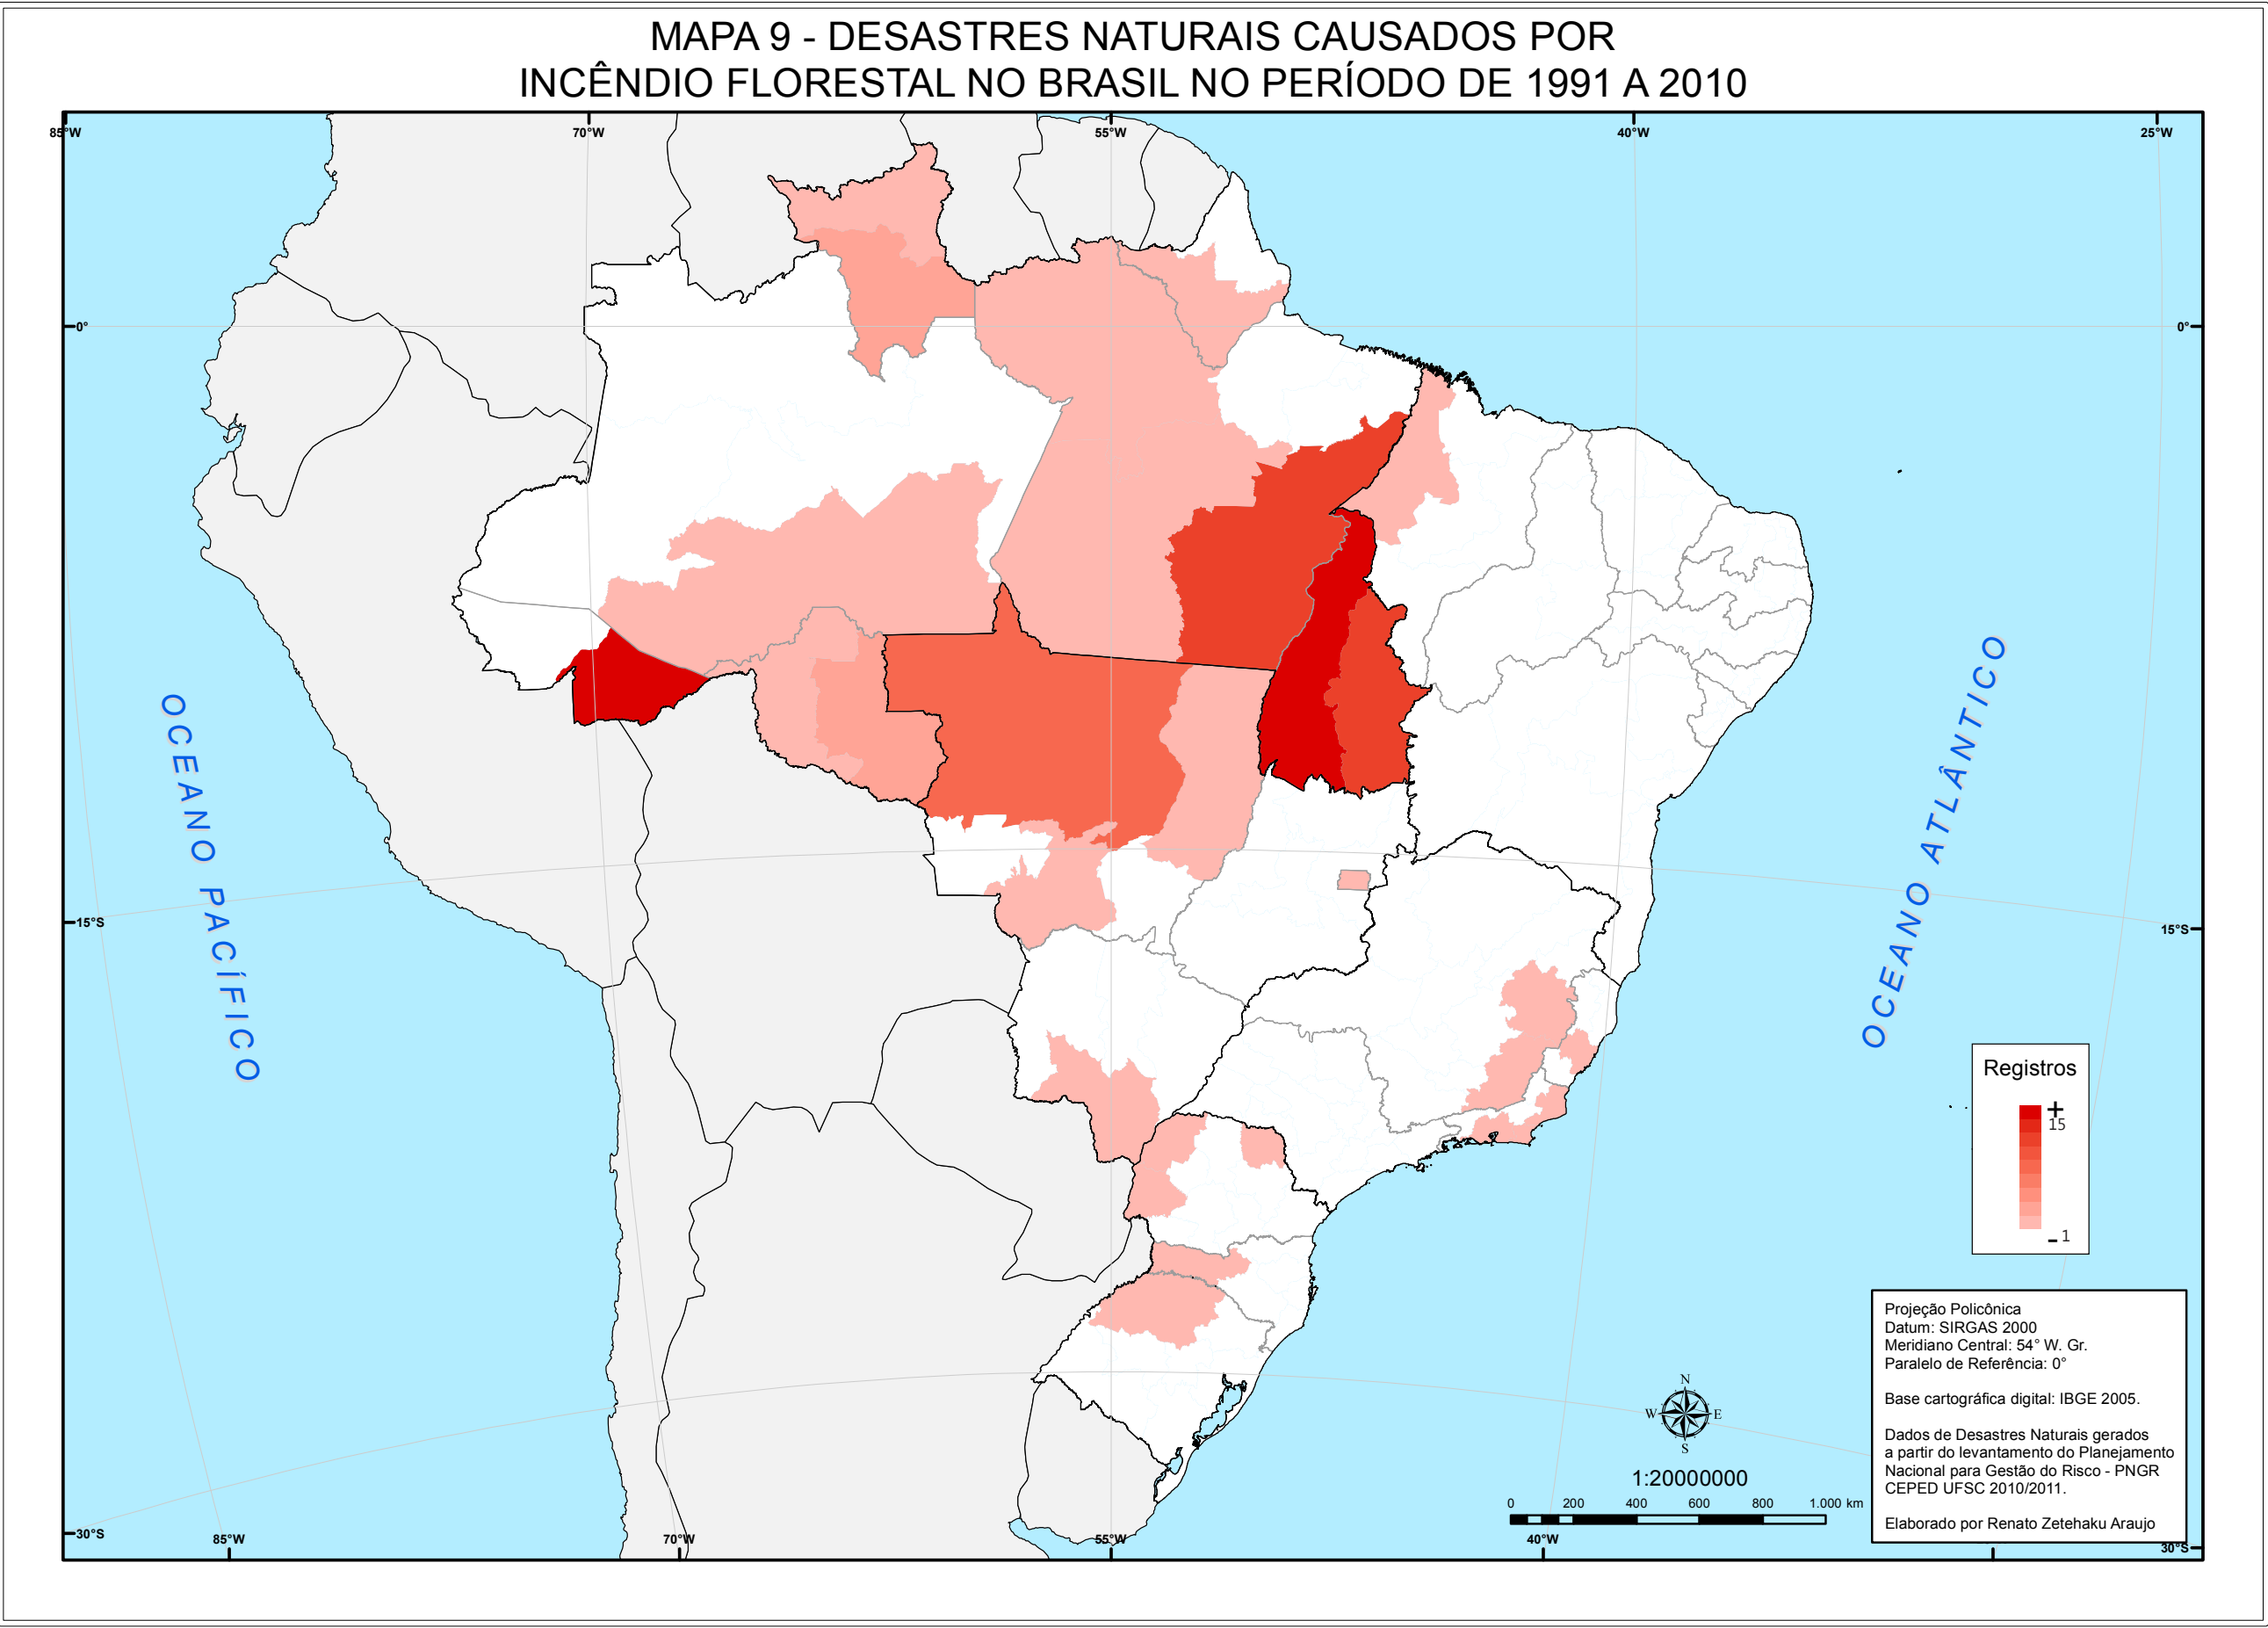 MAPA 9 - DESASTRES NATURAIS CAUSADOS POR
INCÊNDIO FLORESTAL NO BRASIL NO PERÍODO DE 1991 A 2010
85°W
70°W
55°W
40°W
25°W
0°
0°
OCEANO PACÍFICO
OCEANO ATLÂNTICO
15°S
15°S
Registros
+
15
- 1
Projeção Policônica
Datum: SIRGAS 2000
Meridiano Central: 54° W. Gr.
Paralelo de Referência: 0°
Base cartográfica digital: IBGE 2005.
Dados de Desastres Naturais gerados
a partir do levantamento do Planejamento
Nacional para Gestão do Risco - PNGR
CEPED UFSC 2010/2011.
Elaborado por Renato Zetehaku Araujo
N
W
E
S
1:20000000
0 200 400 600 800 1.000 km
30°S
30°S
85°W
70°W
55°W
40°W